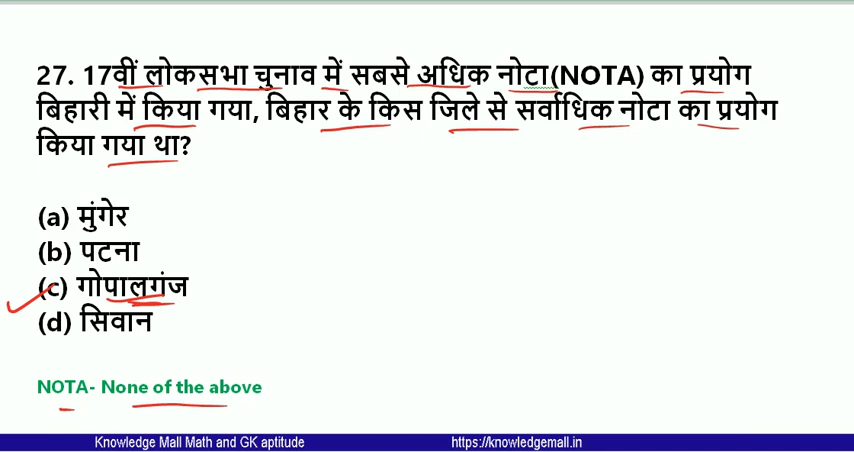 27. 17वीं लोकसभा चुनाव में सबसे अधिक नोटा(NOTA) का प्रयोग
बिहारी में किया गया, बिहार के किस जिले से सर्वाधिक नोटा का प्रयोग
किया गया था?
(a) मुंगेर
(b) पटना
(c) गोपालगंज
(d) सिवान
NOTA- None of the above
Knowledge Mall Math and GK aptitude https://knowledgemall.in